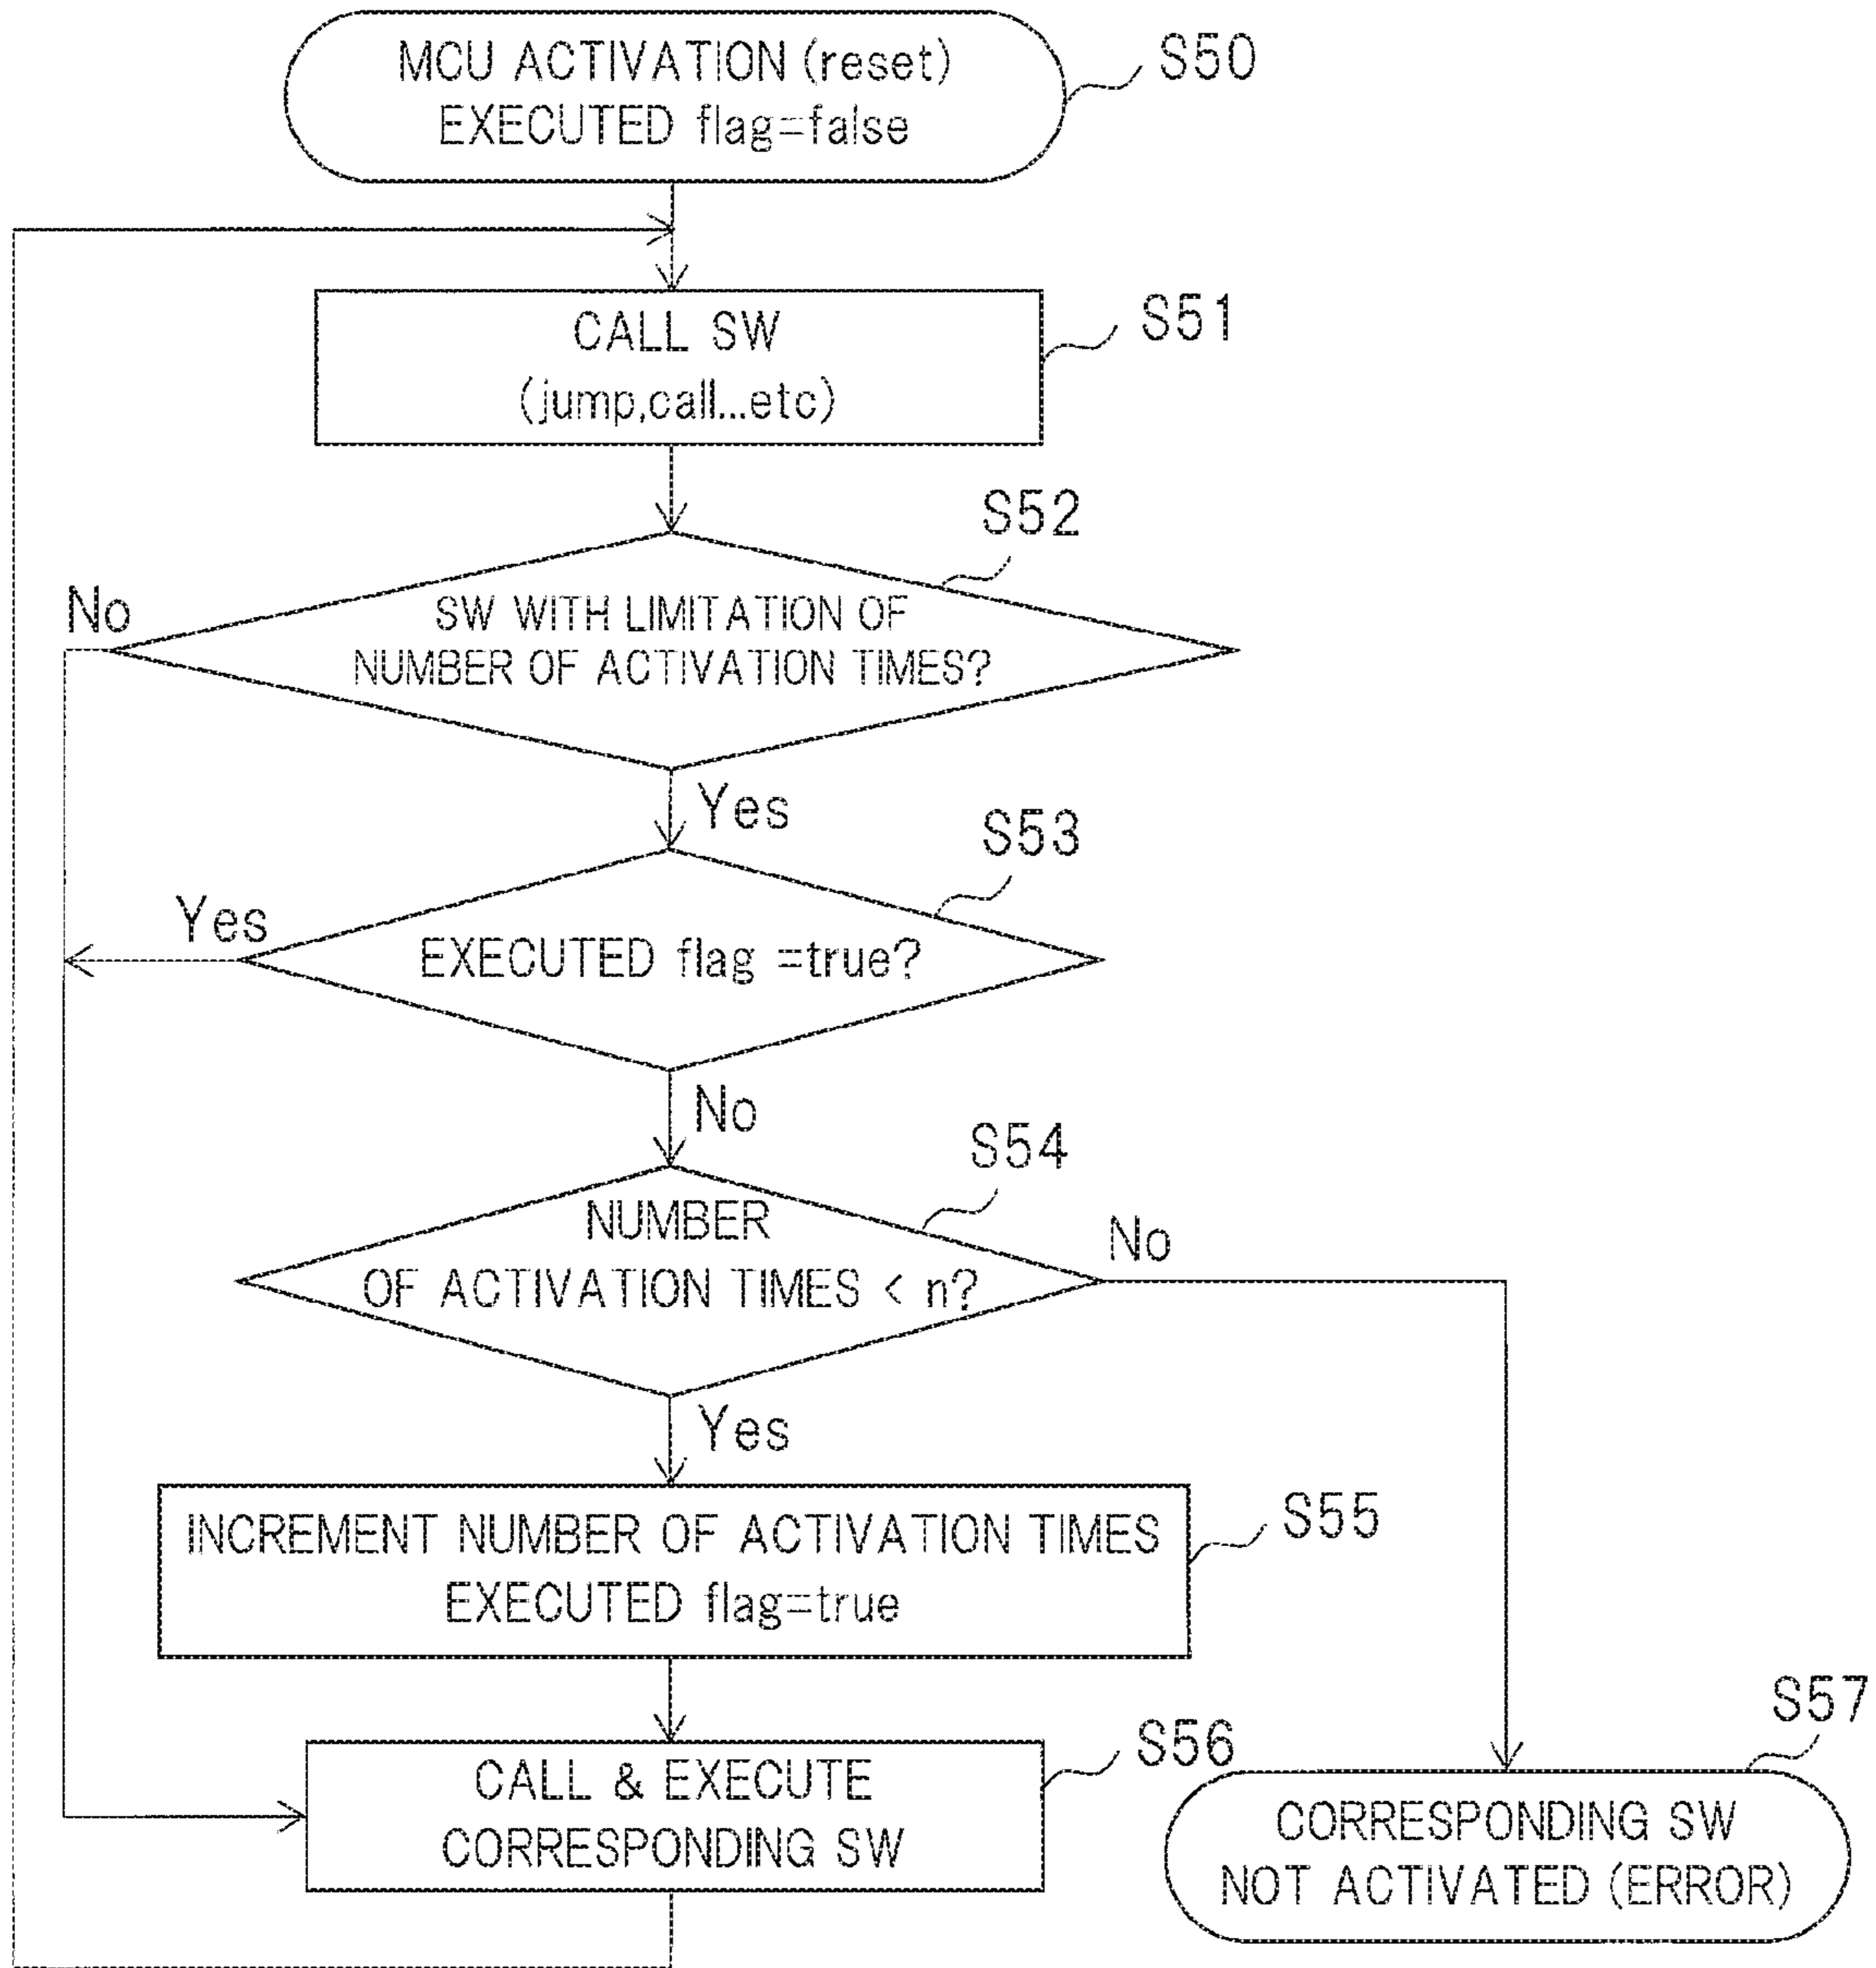 MCU ACTIVATION (reset)
EXECUTED flag=false
S50
CALL SW
(jump,call...etc)
S51
S52
No
SW WITH LIMITATION OF
NUMBER OF ACTIVATION TIMES?
Yes
S53
Yes
EXECUTED flag =true?
No
S54
NUMBER
OF ACTIVATION TIMES < n?
No
Yes
INCREMENT NUMBER OF ACTIVATION TIMES
EXECUTED flag=true
S55
CALL & EXECUTE
CORRESPONDING SW
S56
S57
CORRESPONDING SW
NOT ACTIVATED (ERROR)